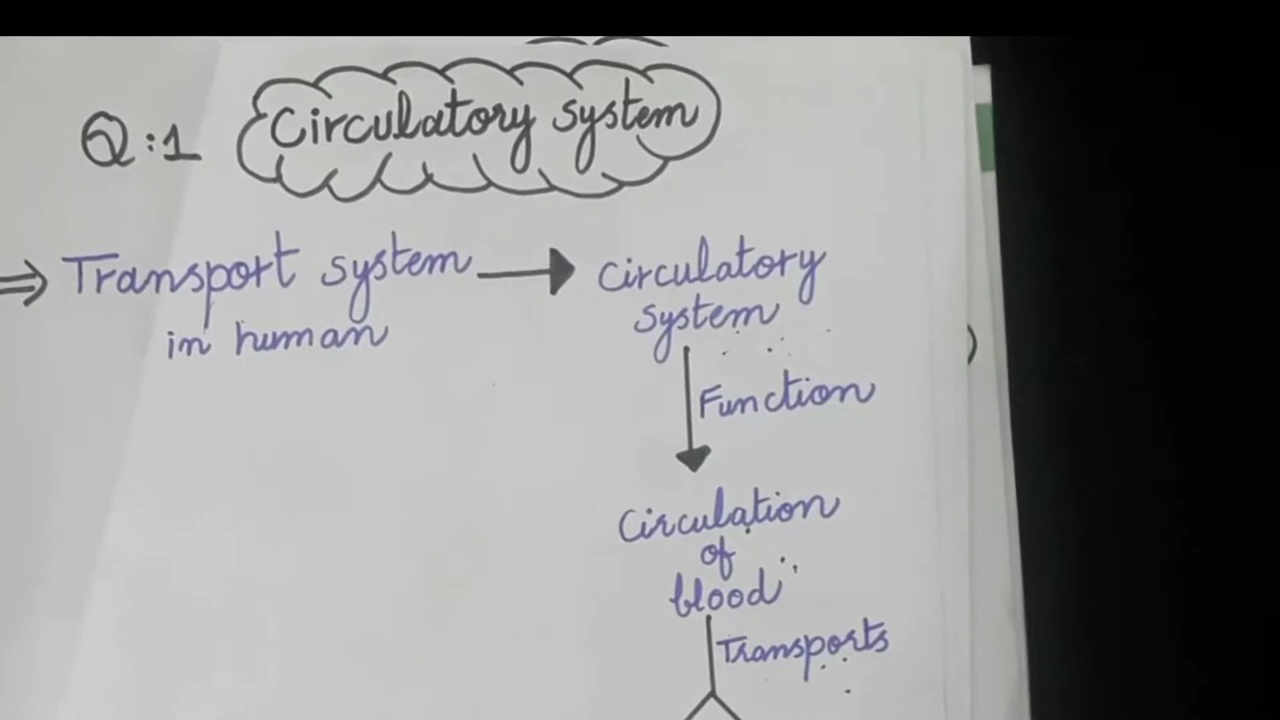 Q:1 Circulatory system
⇒ Transport system → Circulatory
in human system
Function
Circulation
of
blood
Transports